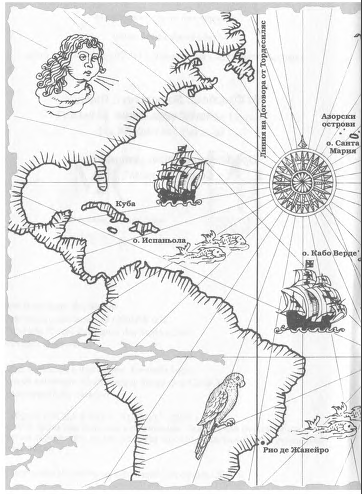 Линия на Договора от Тордесиляс
Азорски
острови
о. Санта
Мария
Куба
о. Испаньола
о. Кабо Верде
Рио де Жанейро